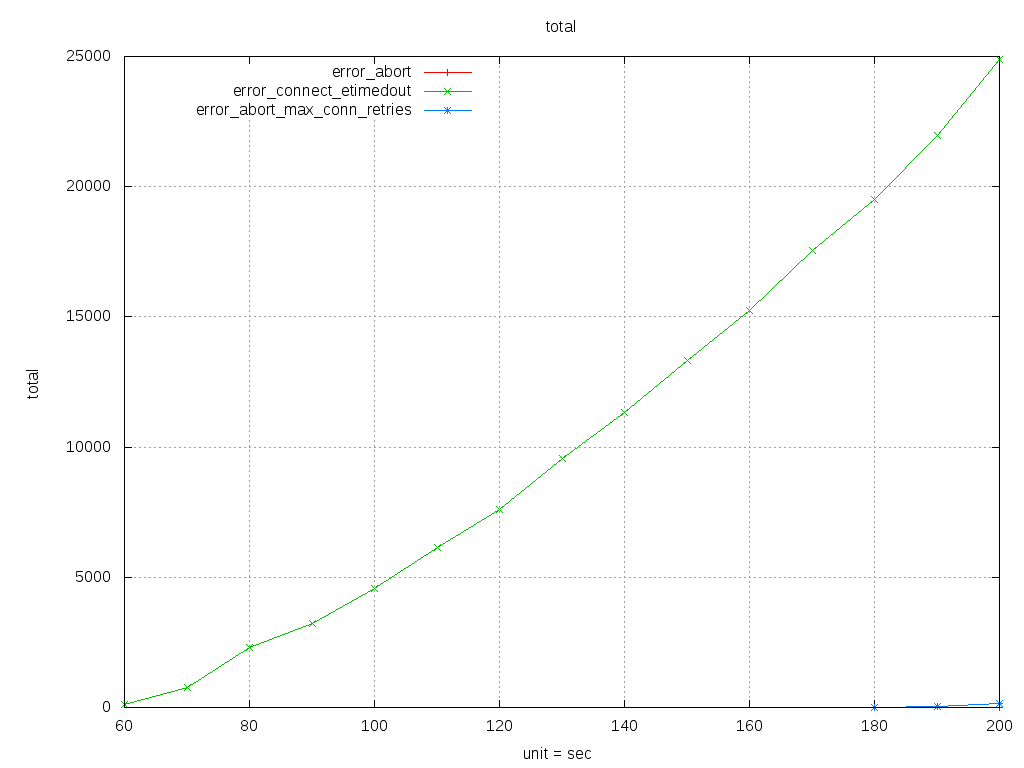 total
25000
20000
15000
10000
5000
0
total
error_abort
error_connect_etimedout
error_abort_max_conn_retries
60 80 100 120 140 160 180 200
unit = sec